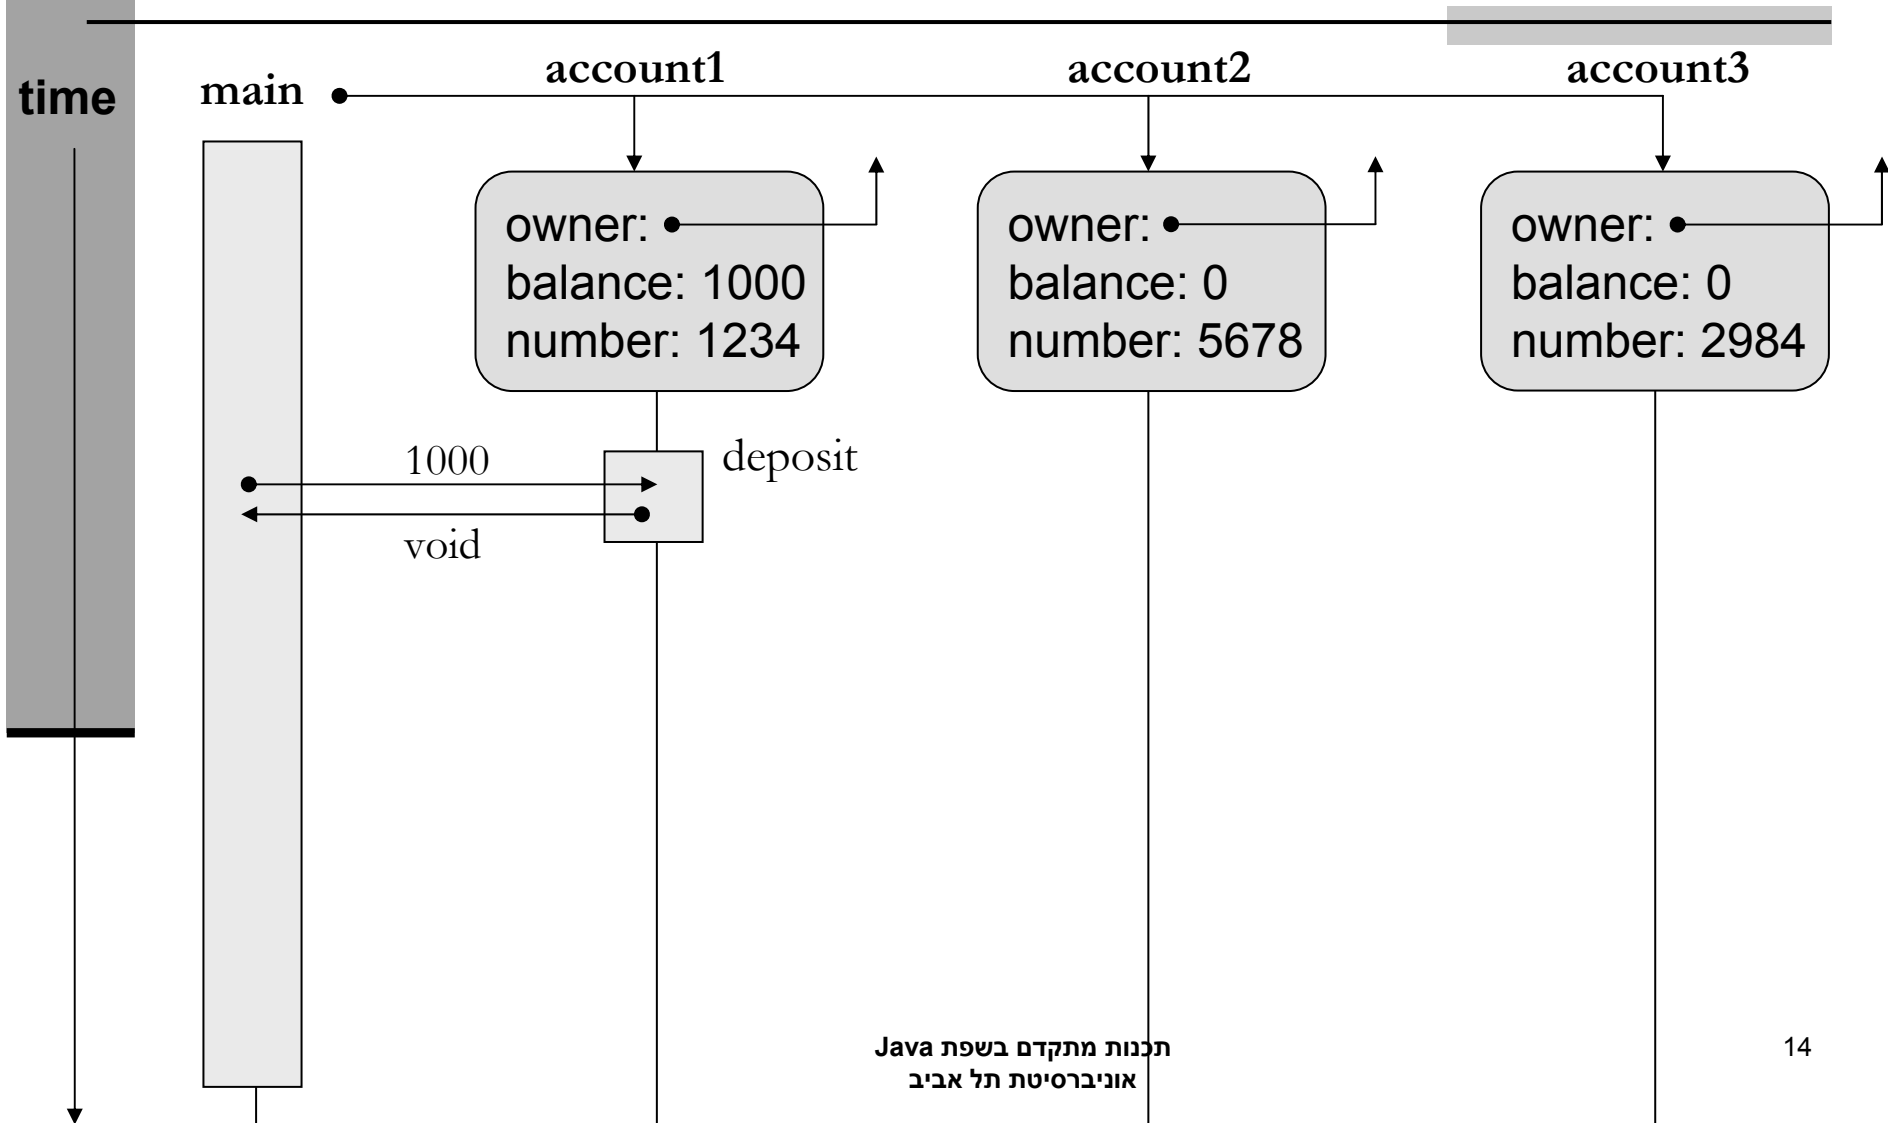 time
main
account1
account2
account3
owner:
balance: 1000
number: 1234
owner:
balance: 0
number: 5678
owner:
balance: 0
number: 2984
1000
deposit
void
תכנות מתקדם בשפת Java
אוניברסיטת תל אביב
14